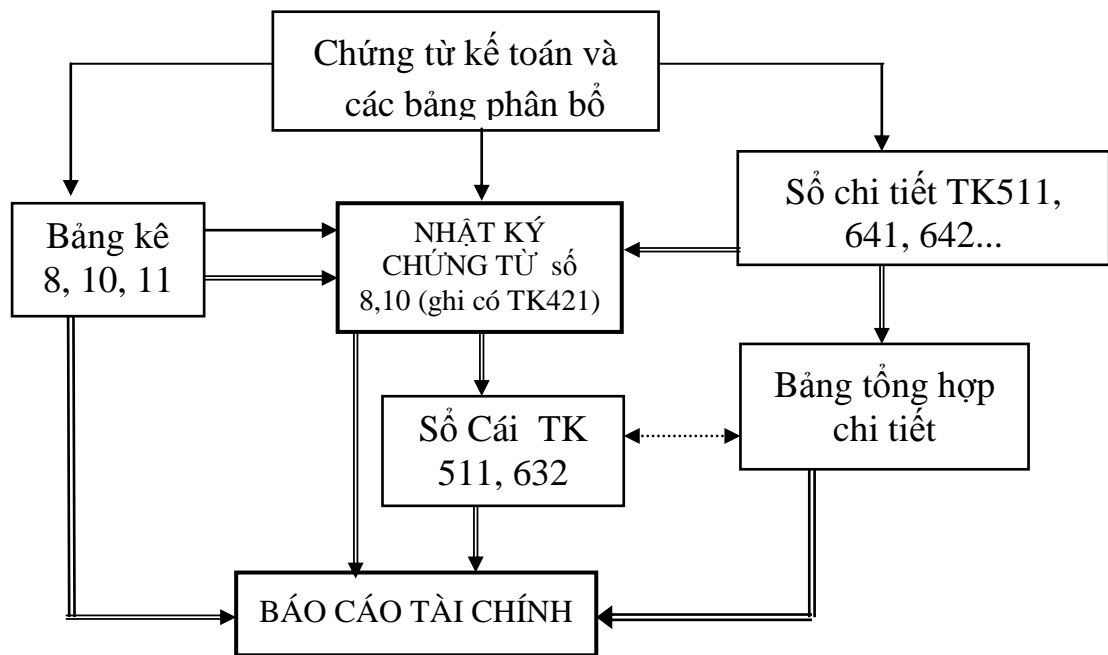 Chứng từ kế toán và
các bảng phân bổ
Bảng kê
8, 10, 11
NHẬT KÝ
CHỨNG TỪ số
8,10 (ghi có TK421)
Sổ chi tiết TK511,
641, 642...
Sổ Cái TK
511, 632
Bảng tổng hợp
chi tiết
BÁO CÁO TÀI CHÍNH